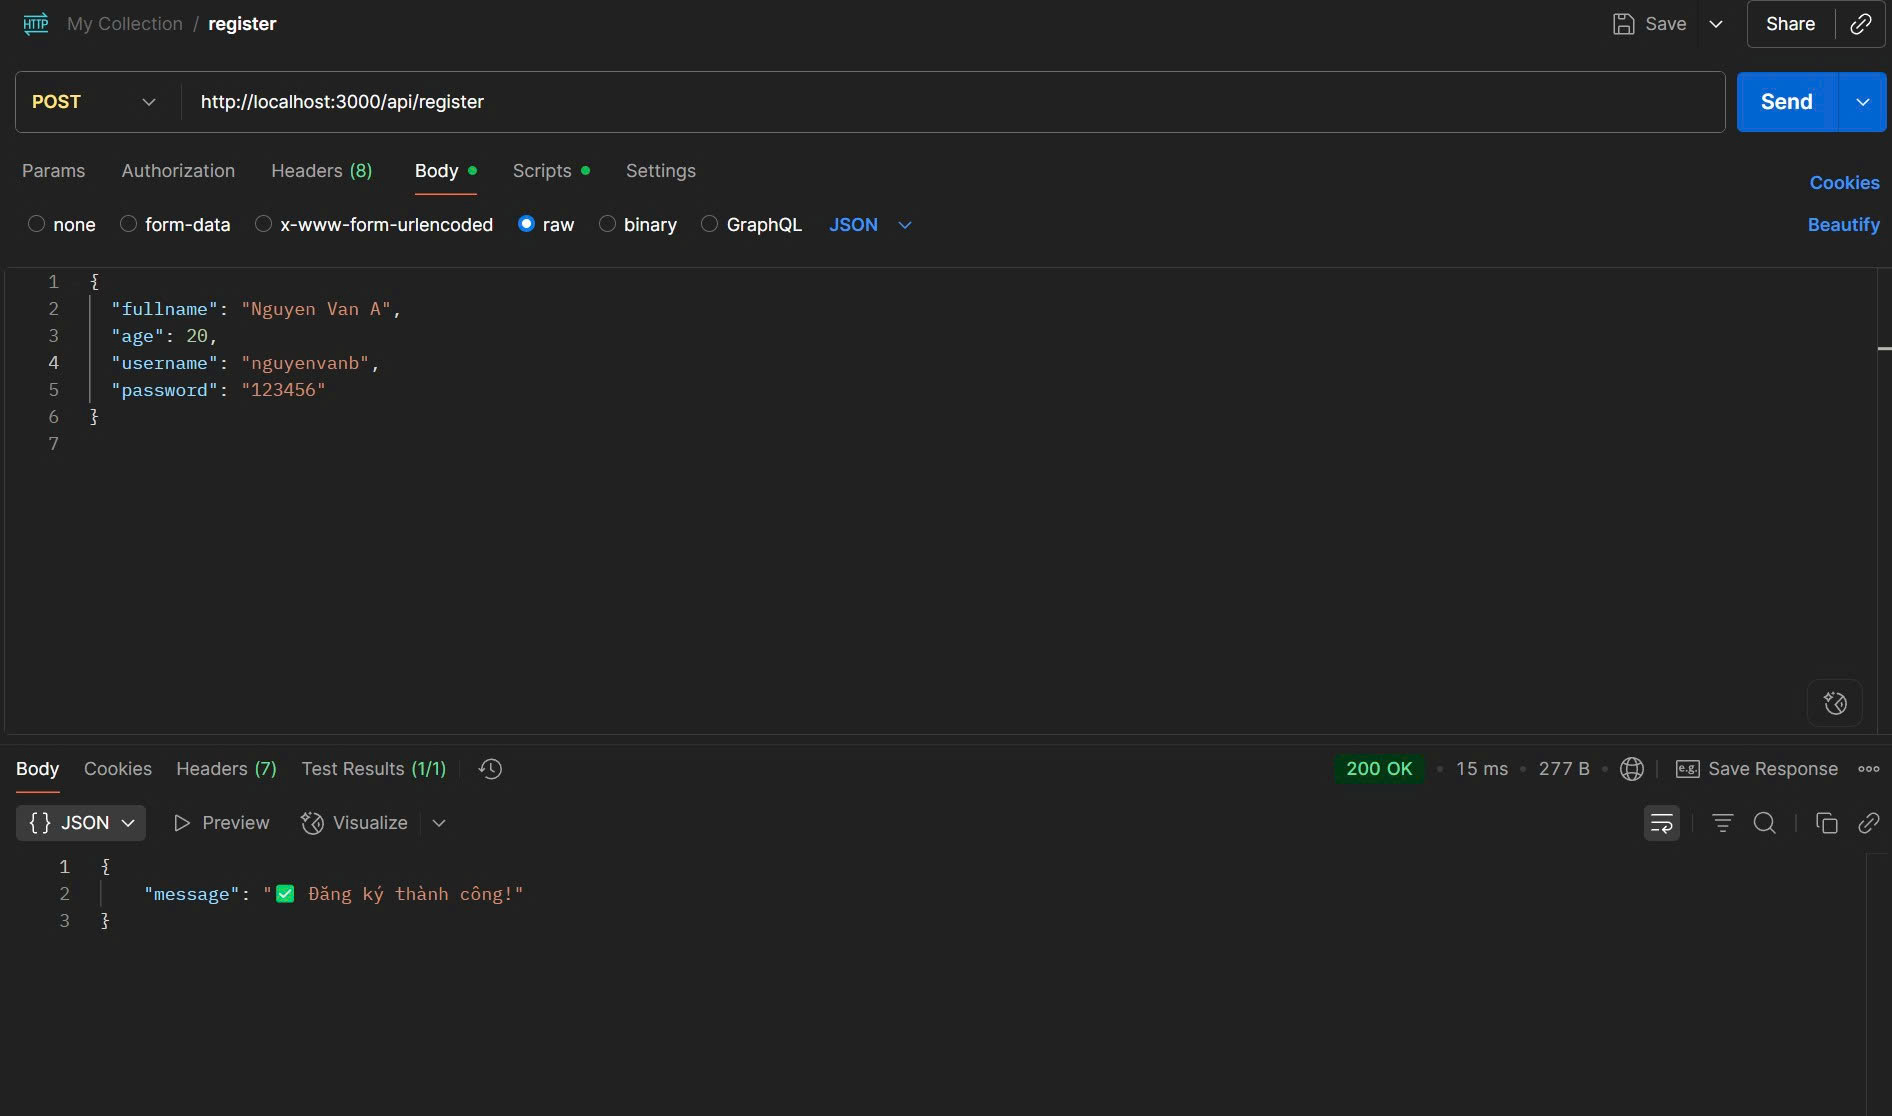 HTTP My Collection / register Save Share
POST http://localhost:3000/api/register Send
Params Authorization Headers (8) Body Scripts Settings Cookies
none form-data x-www-form-urlencoded raw binary GraphQL JSON Beautify
1 {
2 "fullname": "Nguyen Van A",
3 "age": 20,
4 "username": "nguyenvanb",
5 "password": "123456"
6 }
7
Body Cookies Headers (7) Test Results (1/1) 200 OK • 15 ms • 277 B • e.g. Save Response
{} JSON Preview Visualize
1 {
2 "message": "✅ Đăng ký thành công!"
3 }